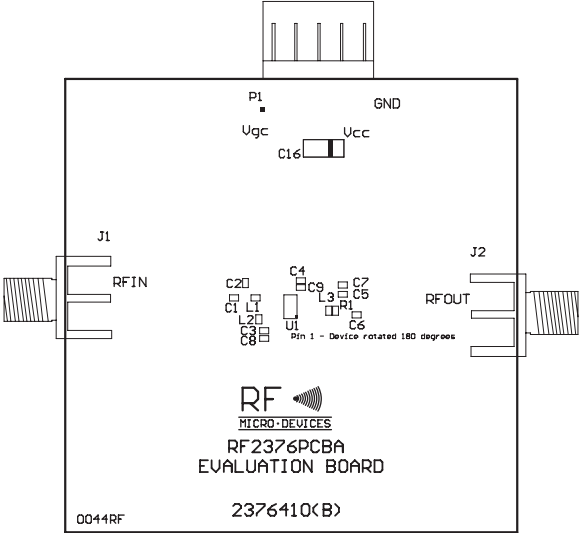 P1
GND
Vgc
Vcc
C16
J1
J2
RFIN
RFOUT
C4
C2
C9
C7
C5
L3
R1
C1
L1
L2
U1
C6
C3
C8
Pin 1 - Device rotated 180 degrees
RF
MICRO·DEVICES
RF2376PCBA
EVALUATION BOARD
2376410(B)
0044RF